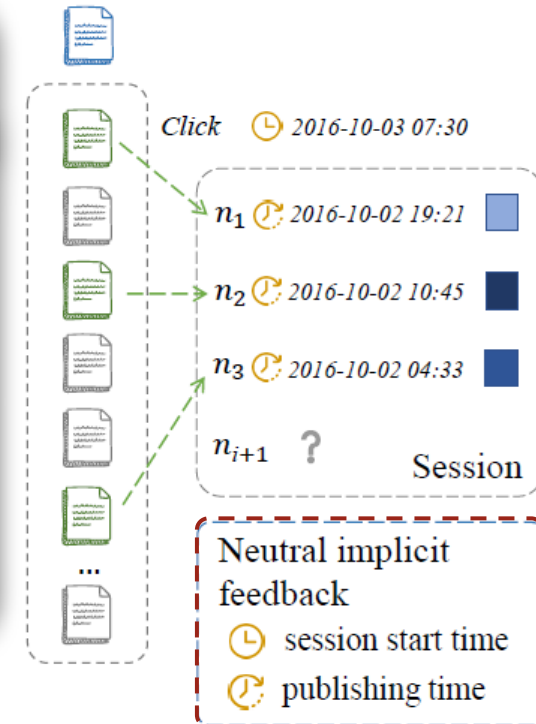 Click 2016-10-03 07:30
n₁ 2016-10-02 19:21
n₂ 2016-10-02 10:45
n₃ 2016-10-02 04:33
nᵢ₊₁ ?
Session
...
Neutral implicit
feedback
session start time
publishing time